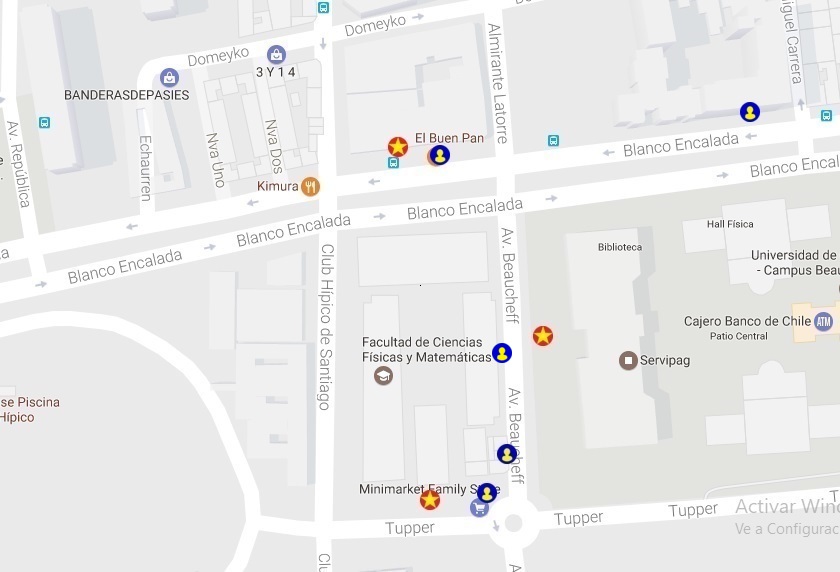 Domeyko
Domeyko
3 Y 1 4
BANDERASDEPASIES
Almirante Latorre
Av. República
Echaurren
Nva Uno
Nva Dos
El Buen Pan
Kimura
Blanco Encalada
Blanco Encalada
Blanco Encalada
Blanco Encalada
Blanco Encalada
Hall Física
Biblioteca
Universidad de
- Campus Beau
Club Hípico de Santiago
Av. Beaucheff
Cajero Banco de Chile
ATM
Patio Central
Facultad de Ciencias
Físicas y Matemáticas
Servipag
Av. Beaucheff
se Piscina
Hípico
Minimarket Family
Tupper
Tupper
Tupper
Activar Wind
Ve a Configurac